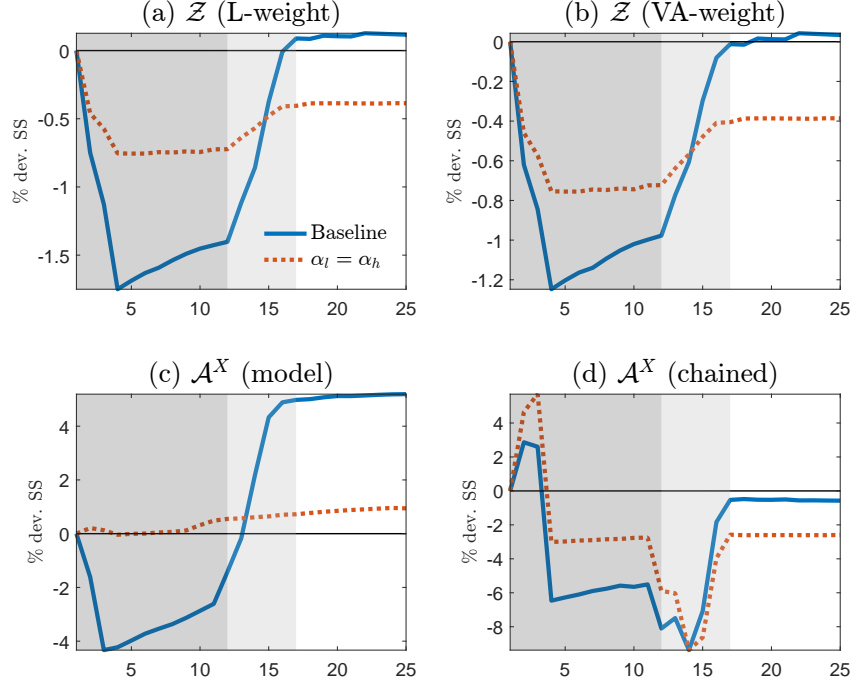 (a) 𝒵 (L-weight)
% dev. SS
0
-0.5
-1
-1.5
5 10 15 20 25
Baseline
α_l = α_h
(b) 𝒵 (VA-weight)
% dev. SS
0
-0.2
-0.4
-0.6
-0.8
-1
-1.2
5 10 15 20 25
(c) 𝒜^X (model)
% dev. SS
4
2
0
-2
-4
5 10 15 20 25
(d) 𝒜^X (chained)
% dev. SS
4
2
0
-2
-4
-6
-8
5 10 15 20 25